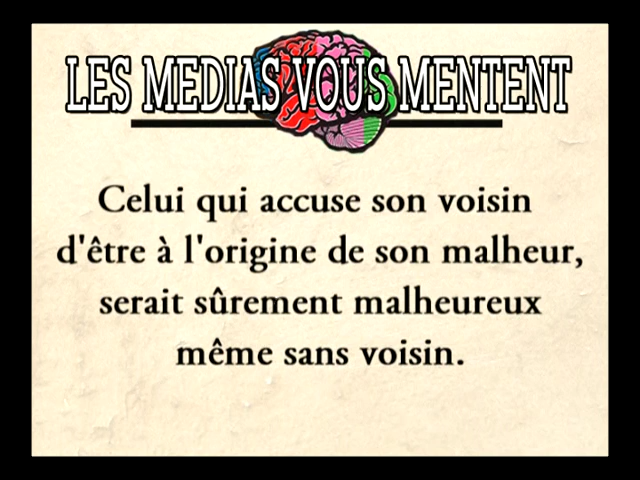 LES MEDIAS VOUS MENTENT
Celui qui accuse son voisin
d'être à l'origine de son malheur,
serait sûrement malheureux
même sans voisin.